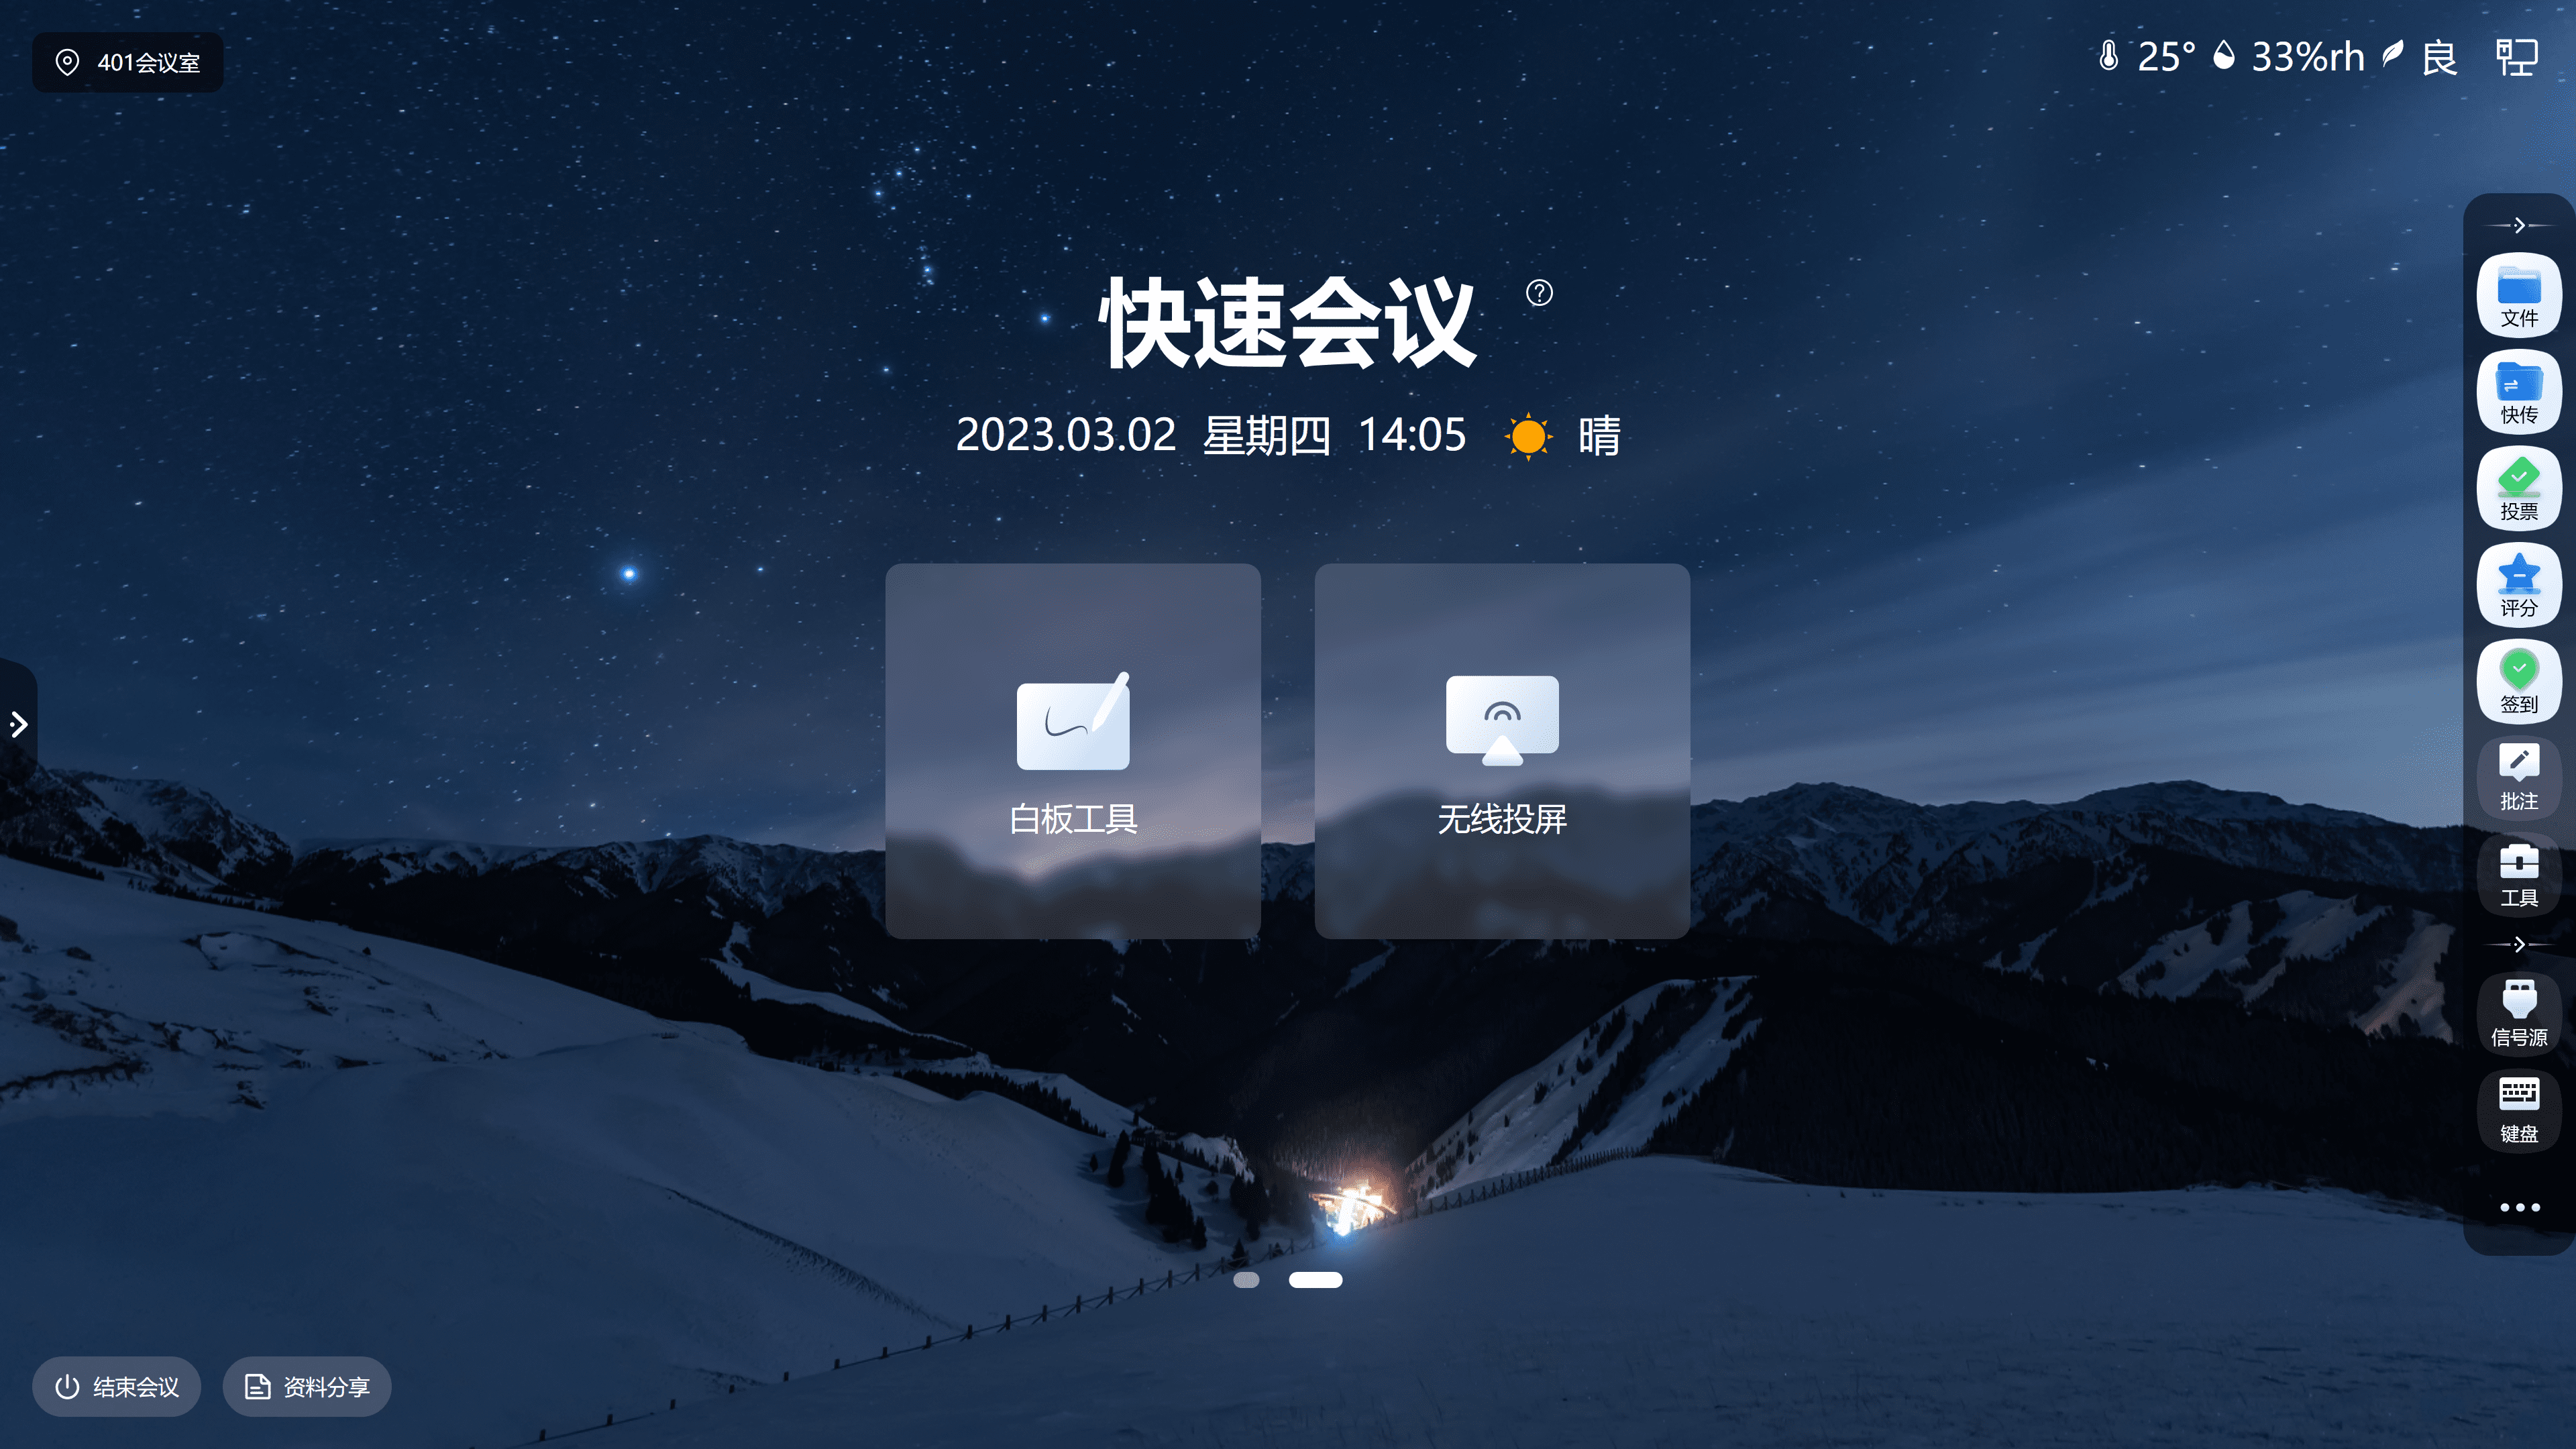 401会议室
25° 33%rh 良
快速会议
2023.03.02 星期四 14:05 晴
白板工具
无线投屏
文件
快传
投票
评分
签到
批注
工具
信号源
键盘
结束会议
资料分享